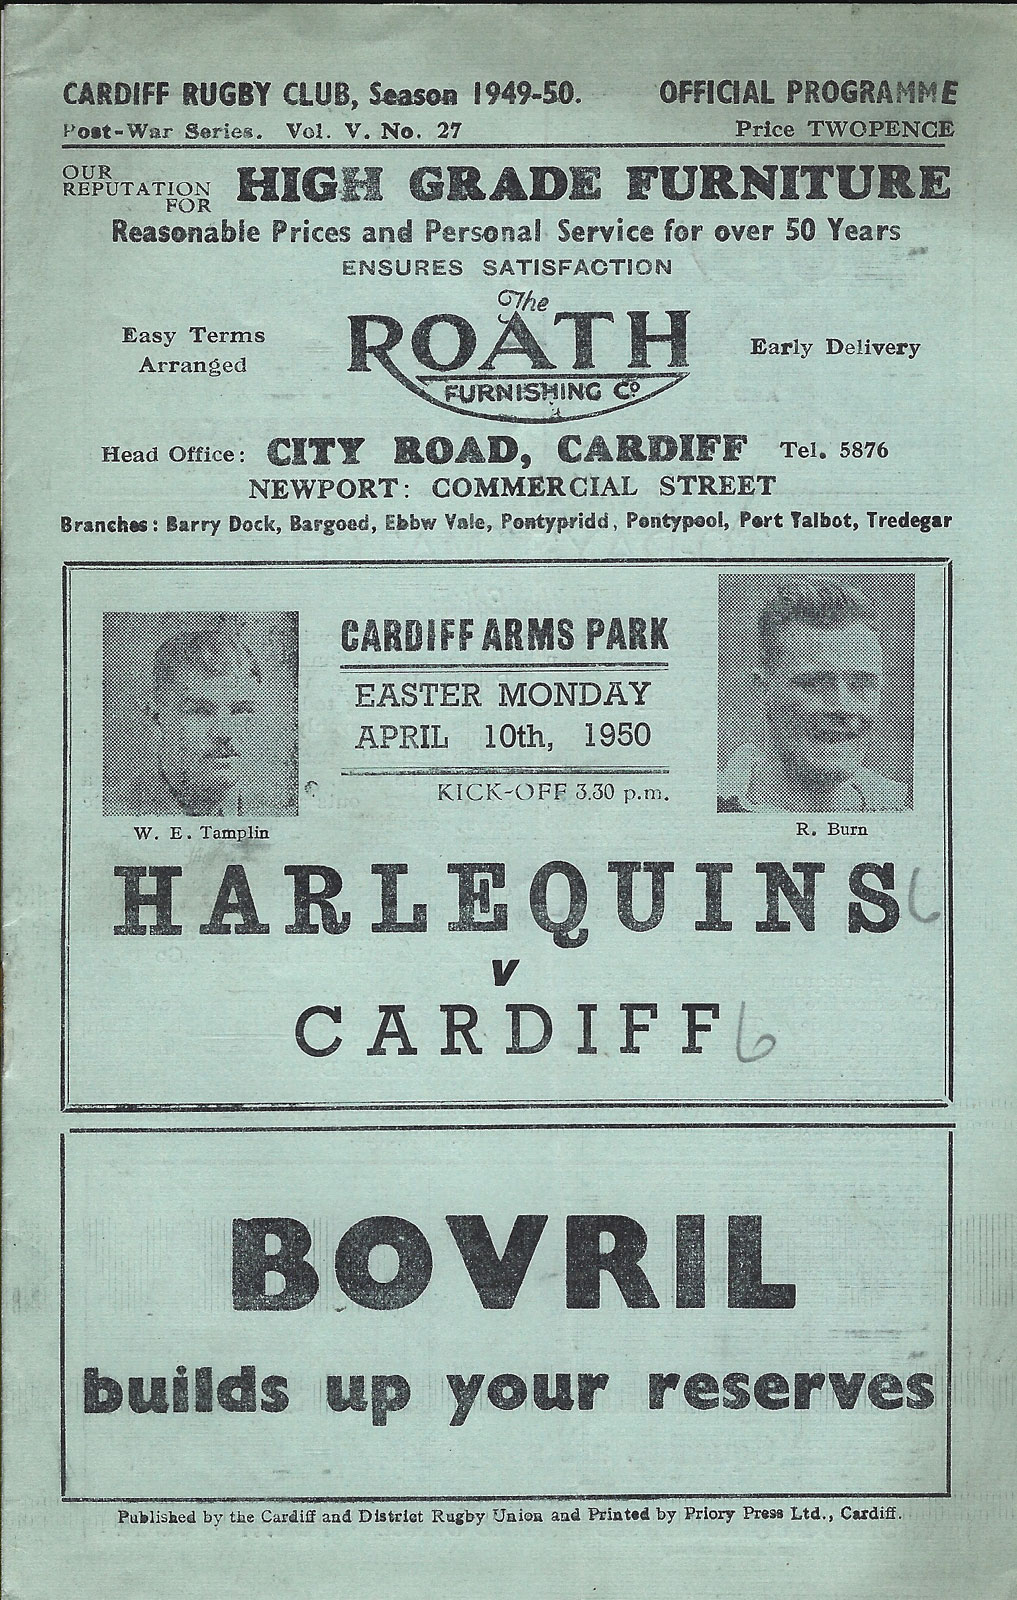 CARDIFF RUGBY CLUB, Season 1949-50. OFFICIAL PROGRAMME
Post-War Series. Vol. V. No. 27 Price TWOPENCE
OUR REPUTATION FOR HIGH GRADE FURNITURE
Reasonable Prices and Personal Service for over 50 Years
ENSURES SATISFACTION
Easy Terms Arranged
The
ROATH
FURNISHING Co
Early Delivery
Head Office: CITY ROAD, CARDIFF Tel. 5876
NEWPORT: COMMERCIAL STREET
Branches: Barry Dock, Bargoed, Ebbw Vale, Pontypridd, Pontypool, Port Talbot, Tredegar
CARDIFF ARMS PARK
EASTER MONDAY
APRIL 10th, 1950
KICK-OFF 3.30 p.m.
W. E. Tamplin
R. Burn
HARLEQUINS 6
v
CARDIFF 6
BOVRIL
builds up your reserves
Published by the Cardiff and District Rugby Union and Printed by Priory Press Ltd., Cardiff.